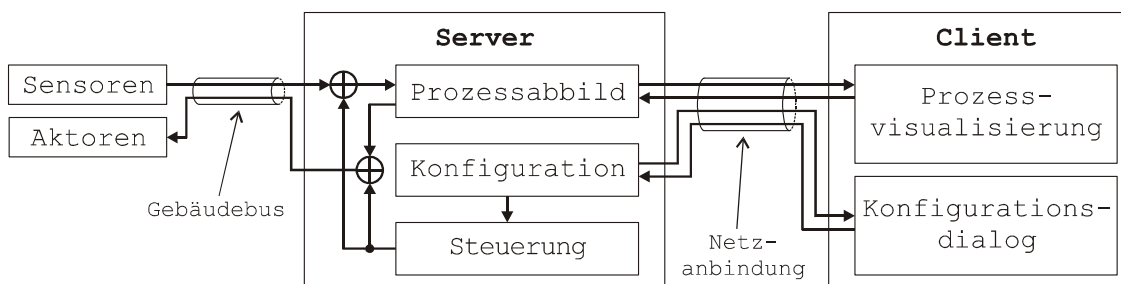 Server
Client
Sensoren
Prozessabbild
Prozess-
visualisierung
Aktoren
Konfiguration
Gebäudebus
Konfigurations-
dialog
Steuerung
Netz-
anbindung